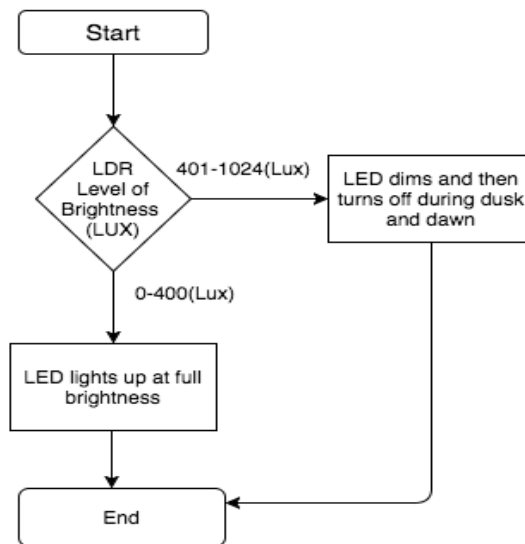 Start
LDR
Level of
Brightness
(LUX)
401-1024(Lux)
LED dims and then
turns off during dusk
and dawn
0-400(Lux)
LED lights up at full
brightness
End